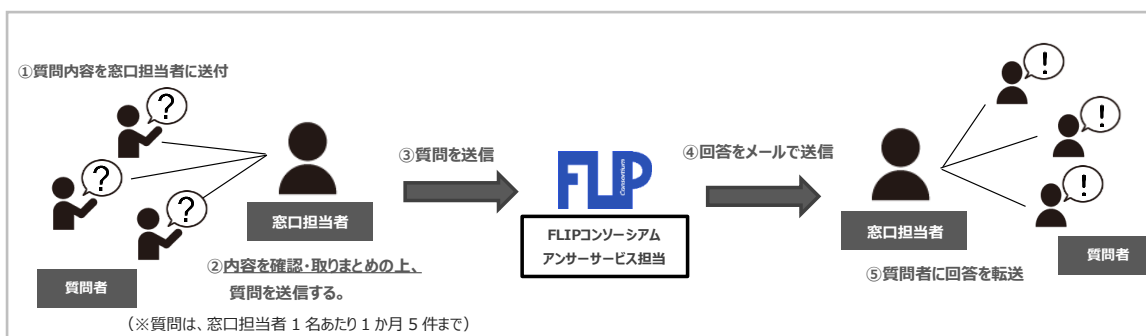 ①質問内容を窓口担当者に送付
?
?
?
質問者
窓口担当者
②内容を確認・取りまとめの上、
質問を送信する。
(※質問は、窓口担当者 1 名あたり 1 か月 5 件まで)
③質問を送信
FLIP
Consortium
FLIPコンソーシアム
アンサーサービス担当
④回答をメールで送信
窓口担当者
⑤質問者に回答を転送
!
!
!
質問者